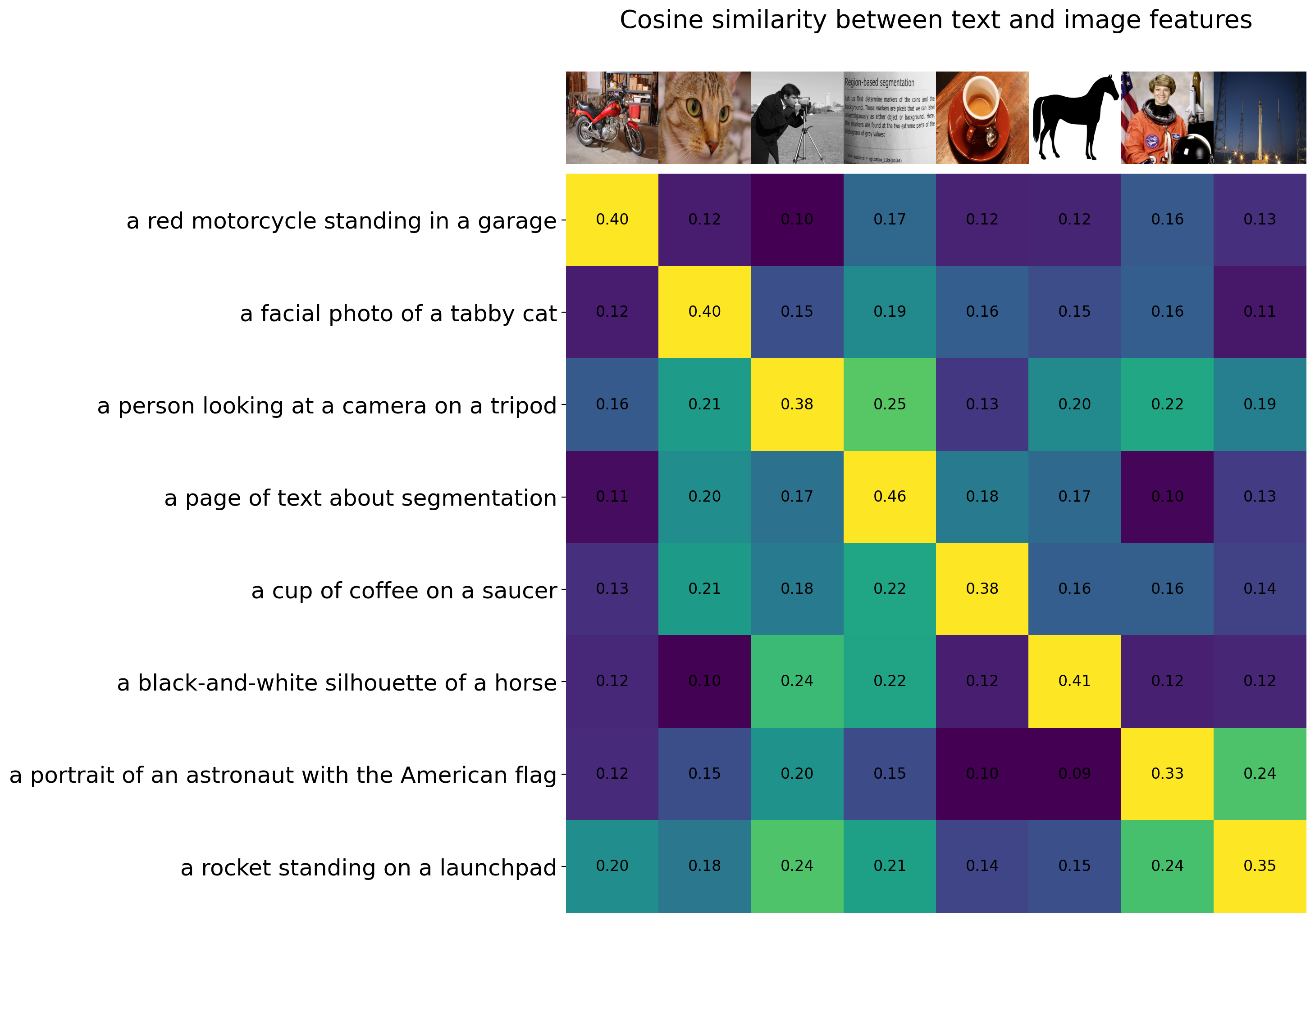 Cosine similarity between text and image features
Region-based segmentation
a red motorcycle standing in a garage 0.40 0.12 0.10 0.17 0.12 0.12 0.16 0.13
a facial photo of a tabby cat 0.12 0.40 0.15 0.19 0.16 0.15 0.16 0.11
a person looking at a camera on a tripod 0.16 0.21 0.38 0.25 0.13 0.20 0.22 0.19
a page of text about segmentation 0.11 0.20 0.17 0.46 0.18 0.17 0.10 0.13
a cup of coffee on a saucer 0.13 0.21 0.18 0.22 0.38 0.16 0.16 0.14
a black-and-white silhouette of a horse 0.12 0.10 0.24 0.22 0.12 0.41 0.12 0.12
a portrait of an astronaut with the American flag 0.12 0.15 0.20 0.15 0.10 0.09 0.33 0.24
a rocket standing on a launchpad 0.20 0.18 0.24 0.21 0.14 0.15 0.24 0.35